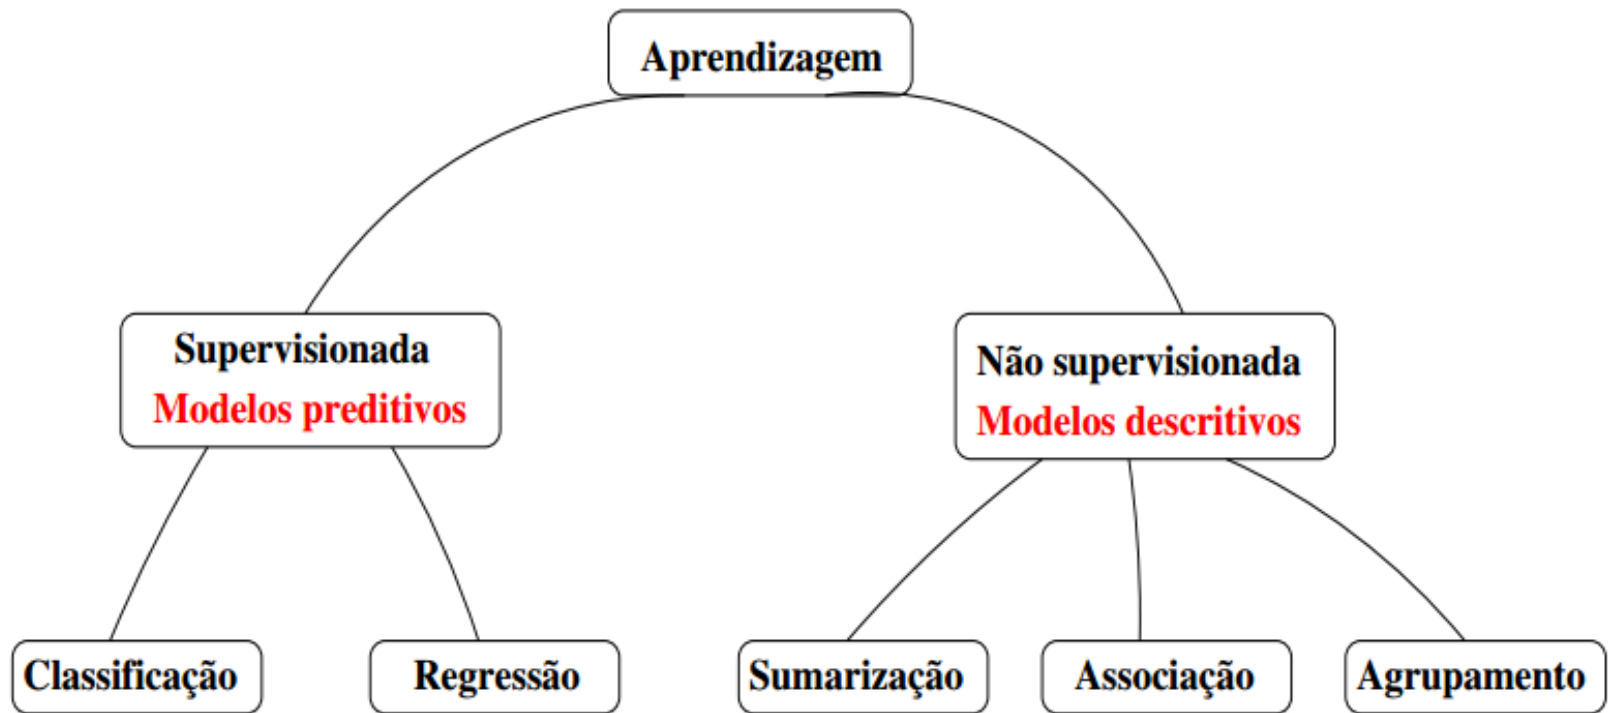 Aprendizagem
Supervisionada
Modelos preditivos
Não supervisionada
Modelos descritivos
Classificação
Regressão
Sumarização
Associação
Agrupamento